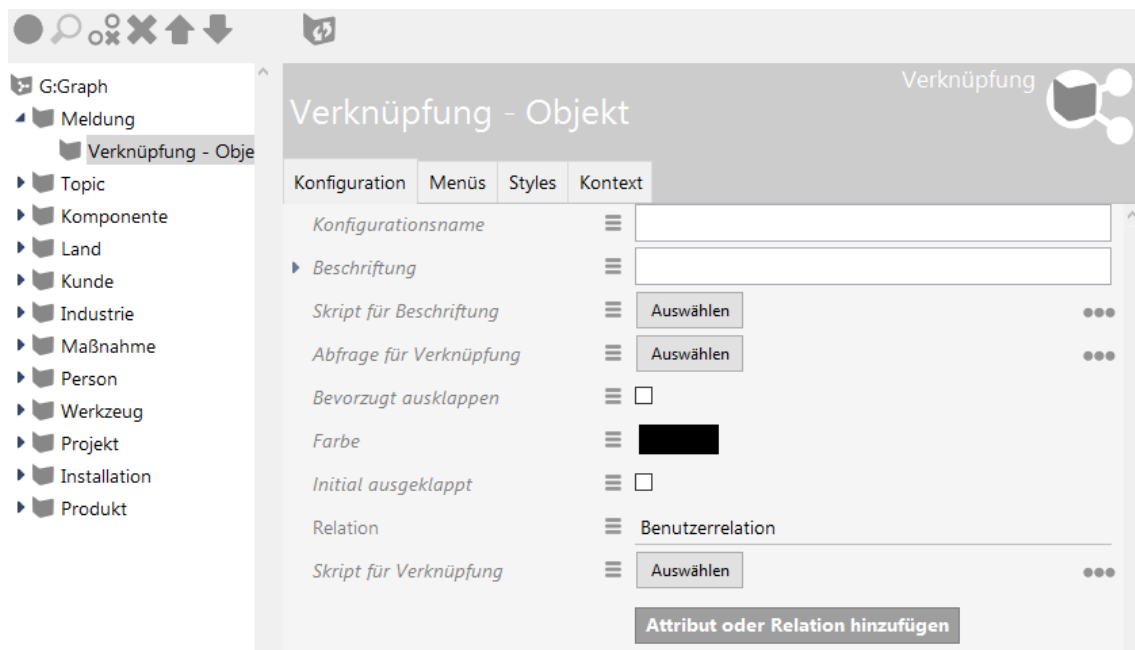 G:Graph
Meldung
Verknüpfung - Obje
Topic
Komponente
Land
Kunde
Industrie
Maßnahme
Person
Werkzeug
Projekt
Installation
Produkt
Verknüpfung
Verknüpfung - Objekt
Konfiguration Menüs Styles Kontext
Konfigurationsname
Beschriftung
Skript für Beschriftung Auswählen
Abfrage für Verknüpfung Auswählen
Bevorzugt ausklappen
Farbe
Initial ausgeklappt
Relation Benutzerrelation
Skript für Verknüpfung Auswählen
Attribut oder Relation hinzufügen